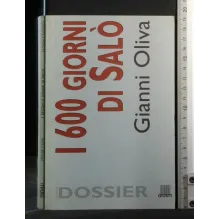 I 600 GIORNI
DI SALÒ
Gianni Oliva
DOSSIER